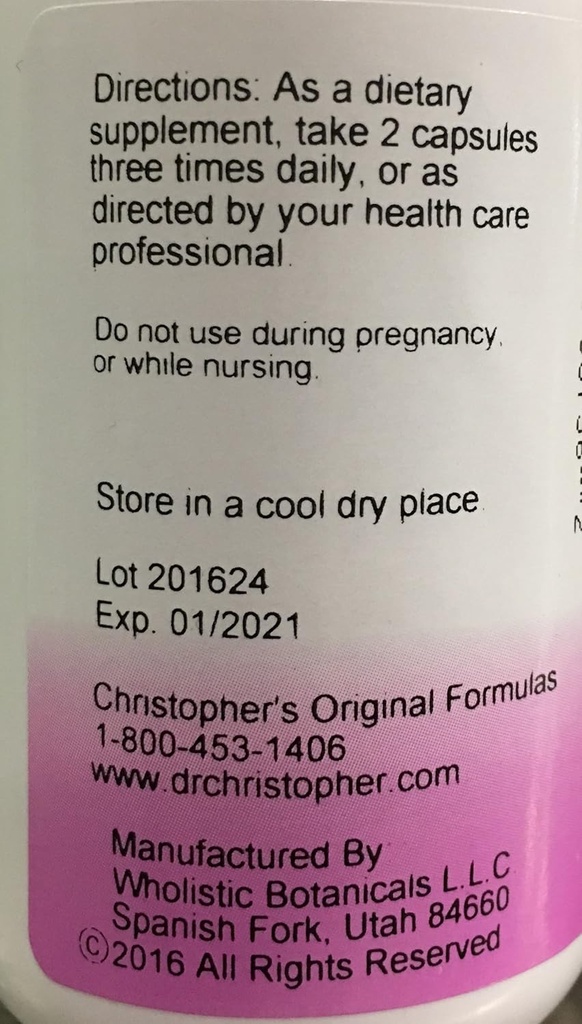 Directions: As a dietary
supplement, take 2 capsules
three times daily, or as
directed by your health care
professional.
Do not use during pregnancy,
or while nursing.
Store in a cool dry place.
Lot 201624
Exp. 01/2021
Christopher's Original Formulas
1-800-453-1406
www.drchristopher.com
Manufactured By
Wholistic Botanicals L.L.C
Spanish Fork, Utah 84660
©2016 All Rights Reserved